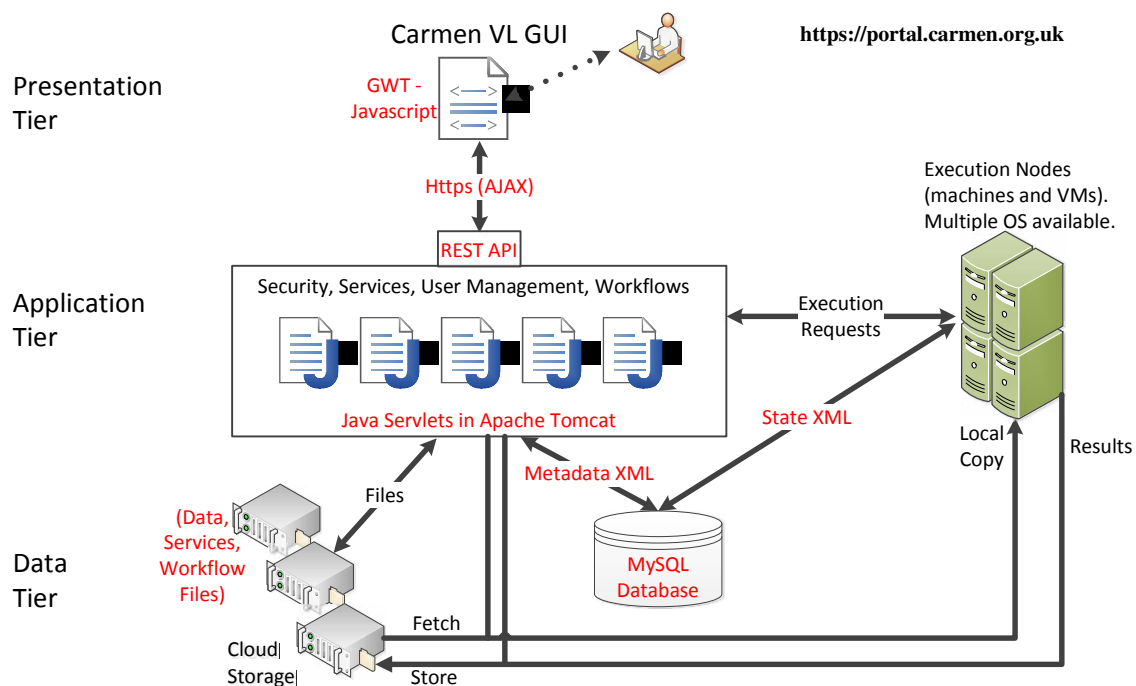 Carmen VL GUI
https://portal.carmen.org.uk
Presentation
Tier
GWT -
Javascript
Https (AJAX)
REST API
Execution Nodes
(machines and VMs).
Multiple OS available.
Application
Tier
Security, Services, User Management, Workflows
Java Servlets in Apache Tomcat
Execution
Requests
State XML
Local
Copy
Results
Metadata XML
Files
(Data,
Services,
Workflow
Files)
Data
Tier
MySQL
Database
Fetch
Cloud
Storage
Store